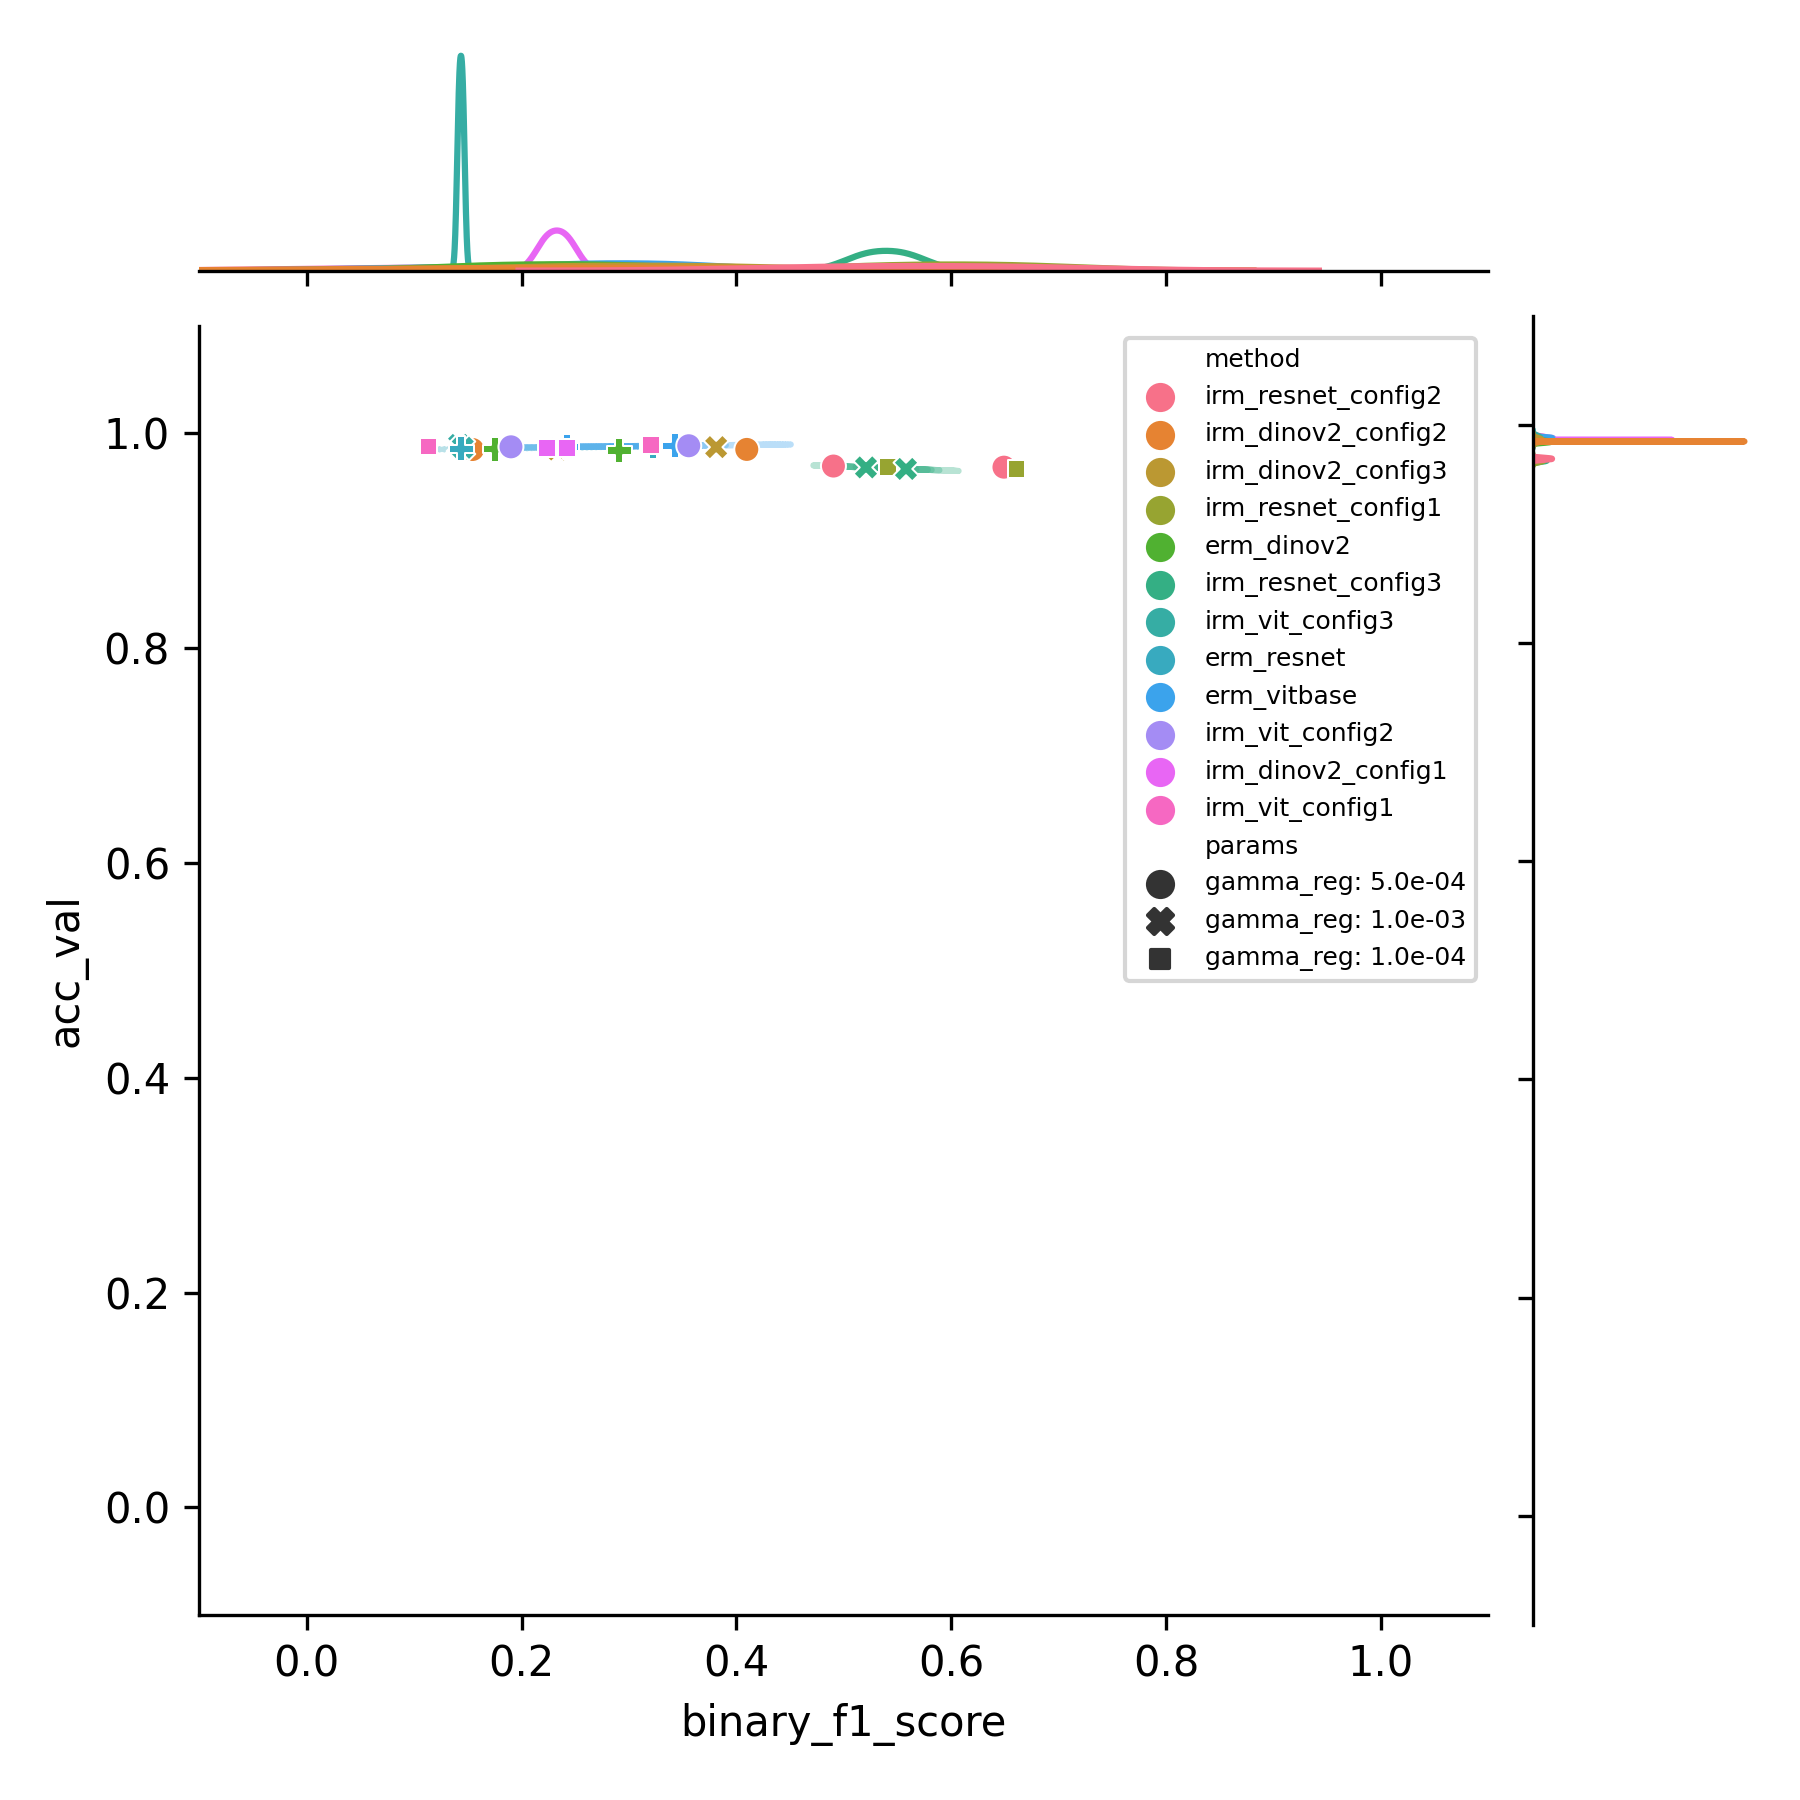 method
irm_resnet_config2
irm_dinov2_config2
irm_dinov2_config3
irm_resnet_config1
erm_dinov2
irm_resnet_config3
irm_vit_config3
erm_resnet
erm_vitbase
irm_vit_config2
irm_dinov2_config1
irm_vit_config1
params
gamma_reg: 5.0e-04
gamma_reg: 1.0e-03
gamma_reg: 1.0e-04
1.0
0.8
0.6
0.4
0.2
0.0
acc_val
0.0 0.2 0.4 0.6 0.8 1.0
binary_f1_score